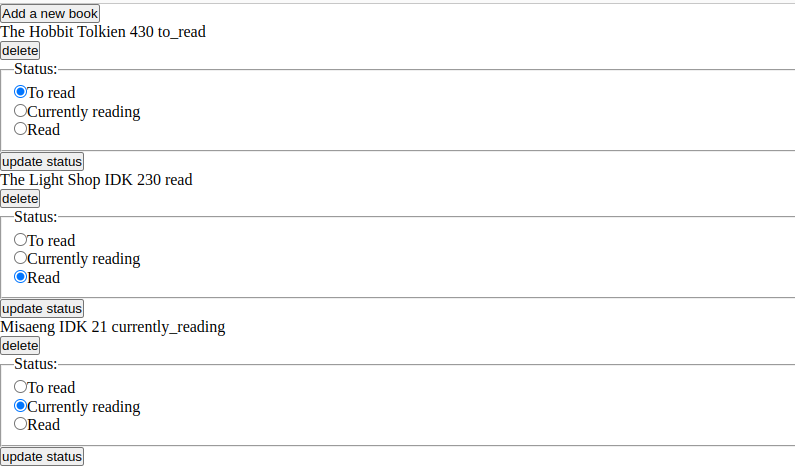 Add a new book
The Hobbit Tolkien 430 to_read
delete
Status:
To read
Currently reading
Read
update status
The Light Shop IDK 230 read
delete
Status:
To read
Currently reading
Read
update status
Misaeng IDK 21 currently_reading
delete
Status:
To read
Currently reading
Read
update status